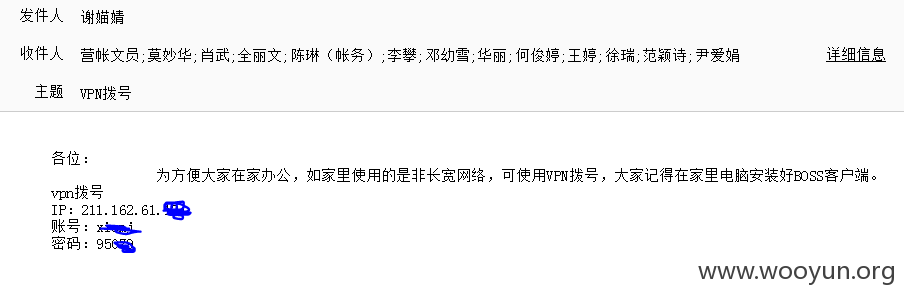 发件人 谢媌婧
收件人 营帐文员;莫妙华;肖武;全丽文;陈琳（帐务）;李攀;邓幼雪;华丽;何俊婷;王婷;徐瑞;范颖诗;尹爱娟 详细信息
主题 VPN拨号
各位：
为方便大家在家办公，如家里使用的是非长宽网络，可使用VPN拨号，大家记得在家里电脑安装好BOSS客户端。
vpn拨号
IP：211.162.61.
账号：
密码：
www.wooyun.org